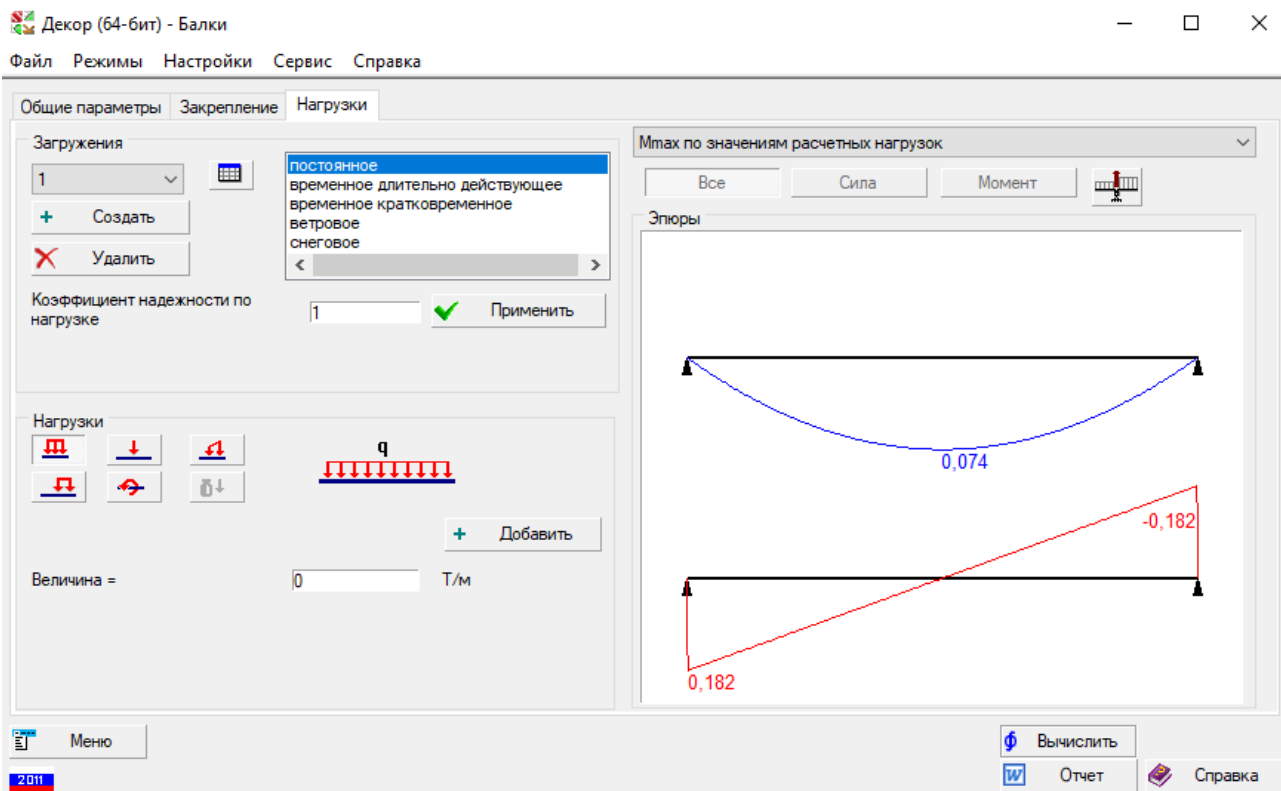 Декор (64-бит) - Балки
Файл Режимы Настройки Сервис Справка
Общие параметры Закрепление Нагрузки
Загружения
1
Создать
Удалить
постоянное
временное длительно действующее
временное кратковременное
ветровое
снеговое
Коэффициент надежности по
нагрузке
1
Применить
Нагрузки
q
Добавить
Величина =
0
Т/м
Mmax по значениям расчетных нагрузок
Все Сила Момент
Эпюры
0,074
-0,182
0,182
Меню
Вычислить
2011
W Отчет
Справка